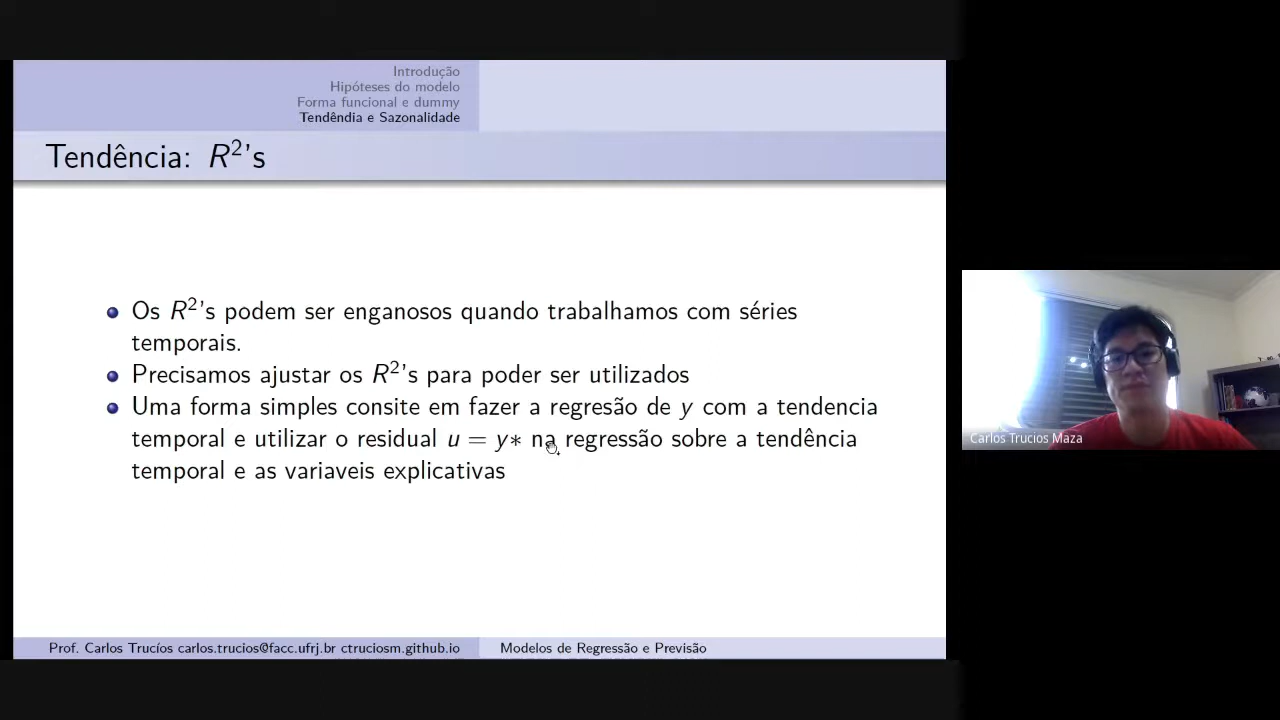 Introdução
Hipóteses do modelo
Forma funcional e dummy
Tendêndia e Sazonalidade
Tendência: R²'s
Os R²'s podem ser enganosos quando trabalhamos com séries
temporais.
Precisamos ajustar os R²'s para poder ser utilizados
Uma forma simples consite em fazer a regresão de y com a tendencia
temporal e utilizar o residual u = y∗ na regressão sobre a tendência
temporal e as variaveis explicativas
Carlos Trucios Maza
Prof. Carlos Trucíos carlos.trucios@facc.ufrj.br ctruciosm.github.io
Modelos de Regressão e Previsão